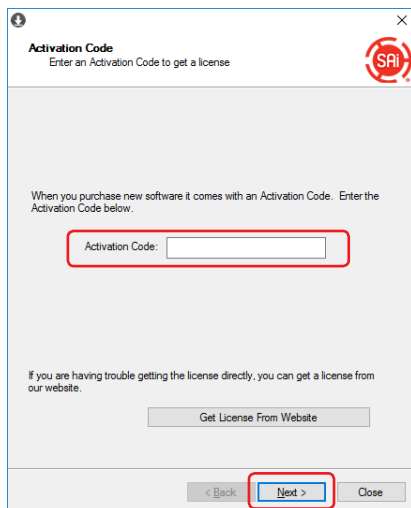 Activation Code
Enter an Activation Code to get a license
SAi
When you purchase new software it comes with an Activation Code. Enter the
Activation Code below.
Activation Code:
If you are having trouble getting the license directly, you can get a license from
our website.
Get License From Website
< Back
Next >
Close